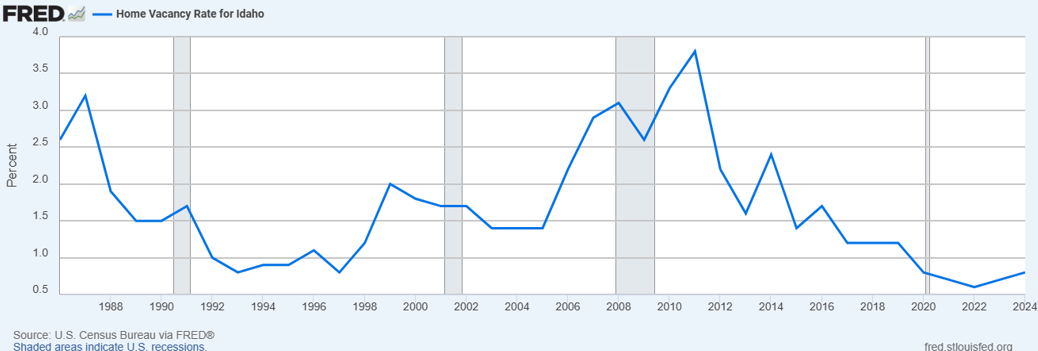 FRED Home Vacancy Rate for Idaho
4.0
3.5
3.0
2.5
2.0
1.5
1.0
0.5
Percent
1988 1990 1992 1994 1996 1998 2000 2002 2004 2006 2008 2010 2012 2014 2016 2018 2020 2022 2024
Source: U.S. Census Bureau via FRED®
Shaded areas indicate U.S. recessions. fred.stlouisfed.org